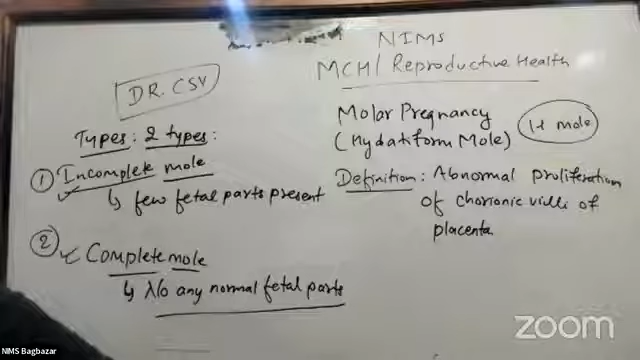 NIMS
MCH/ Reproductive Health
DR. CSV
Molar Pregnancy
(Hydatiform Mole)
H mole
Definition: Abnormal proliferation
of chorionic villi of
placenta
Types: 2 types:
① Incomplete mole
↳ few fetal parts present
② Complete mole
↳ any normal fetal parts
zoom
NIMS Bagbazar